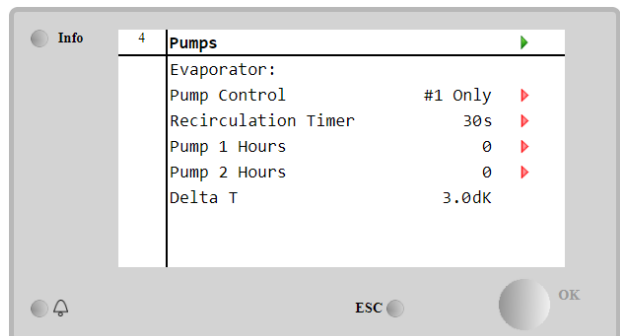 Info
4 Pumps
Evaporator:
Pump Control #1 Only
Recirculation Timer 30s
Pump 1 Hours 0
Pump 2 Hours 0
Delta T 3.0dK
ESC
OK